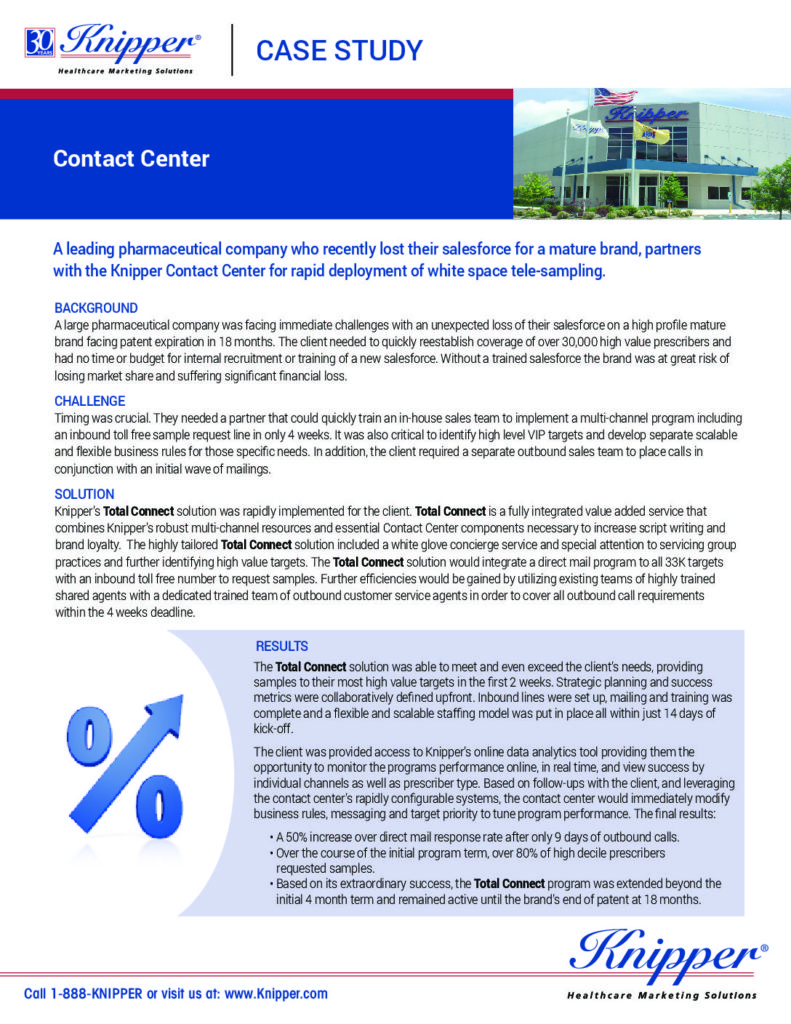 30
YEARS
Knipper®
Healthcare Marketing Solutions
CASE STUDY
Knipper
Contact Center
A leading pharmaceutical company who recently lost their salesforce for a mature brand, partners
with the Knipper Contact Center for rapid deployment of white space tele-sampling.
BACKGROUND
A large pharmaceutical company was facing immediate challenges with an unexpected loss of their salesforce on a high profile mature
brand facing patent expiration in 18 months. The client needed to quickly reestablish coverage of over 30,000 high value prescribers and
had no time or budget for internal recruitment or training of a new salesforce. Without a trained salesforce the brand was at great risk of
losing market share and suffering significant financial loss.
CHALLENGE
Timing was crucial. They needed a partner that could quickly train an in-house sales team to implement a multi-channel program including
an inbound toll free sample request line in only 4 weeks. It was also critical to identify high level VIP targets and develop separate scalable
and flexible business rules for those specific needs. In addition, the client required a separate outbound sales team to place calls in
conjunction with an initial wave of mailings.
SOLUTION
Knipper's Total Connect solution was rapidly implemented for the client. Total Connect is a fully integrated value added service that
combines Knipper's robust multi-channel resources and essential Contact Center components necessary to increase script writing and
brand loyalty. The highly tailored Total Connect solution included a white glove concierge service and special attention to servicing group
practices and further identifying high value targets. The Total Connect solution would integrate a direct mail program to all 33K targets
with an inbound toll free number to request samples. Further efficiencies would be gained by utilizing existing teams of highly trained
shared agents with a dedicated trained team of outbound customer service agents in order to cover all outbound call requirements
within the 4 weeks deadline.
RESULTS
The Total Connect solution was able to meet and even exceed the client's needs, providing
samples to their most high value targets in the first 2 weeks. Strategic planning and success
metrics were collaboratively defined upfront. Inbound lines were set up, mailing and training was
complete and a flexible and scalable staffing model was put in place all within just 14 days of
kick-off.
The client was provided access to Knipper's online data analytics tool providing them the
opportunity to monitor the programs performance online, in real time, and view success by
individual channels as well as prescriber type. Based on follow-ups with the client, and leveraging
the contact center's rapidly configurable systems, the contact center would immediately modify
business rules, messaging and target priority to tune program performance. The final results:
• A 50% increase over direct mail response rate after only 9 days of outbound calls.
• Over the course of the initial program term, over 80% of high decile prescribers
requested samples.
• Based on its extraordinary success, the Total Connect program was extended beyond the
initial 4 month term and remained active until the brand's end of patent at 18 months.
Knipper®
Healthcare Marketing Solutions
Call 1-888-KNIPPER or visit us at: www.Knipper.com